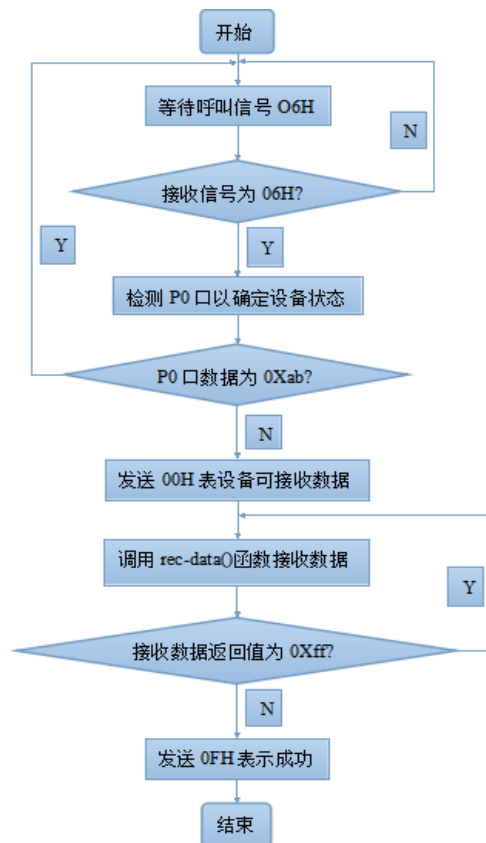 开始
等待呼叫信号 O6H
N
接收信号为 06H?
Y
Y
检测 P0 口以确定设备状态
P0 口数据为 0Xab?
N
发送 00H 表设备可接收数据
调用 rec-data()函数接收数据
Y
接收数据返回值为 0Xff?
N
发送 0FH 表示成功
结束